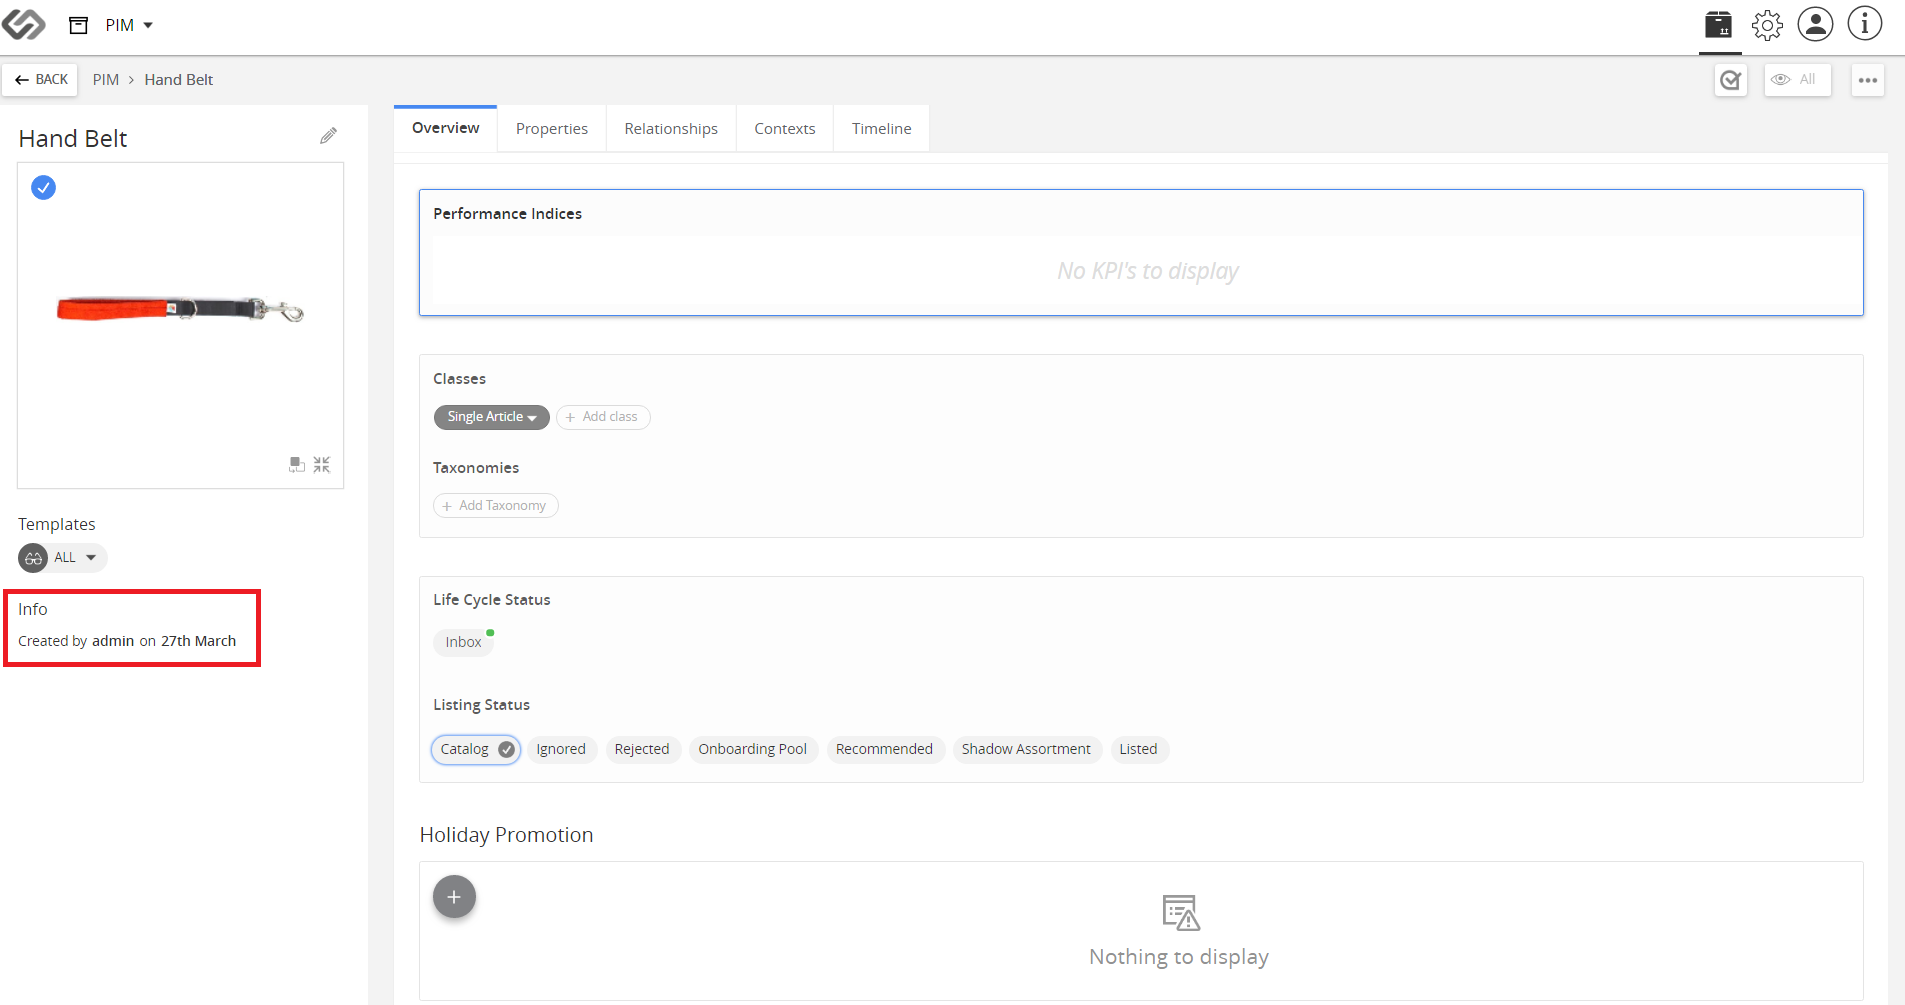 PIM
BACK PIM > Hand Belt All
Hand Belt
Templates
ALL
Info
Created by admin on 27th March
Overview Properties Relationships Contexts Timeline
Performance Indices
No KPI's to display
Classes
Single Article + Add class
Taxonomies
+ Add Taxonomy
Life Cycle Status
Inbox
Listing Status
Catalog Ignored Rejected Onboarding Pool Recommended Shadow Assortment Listed
Holiday Promotion
Nothing to display